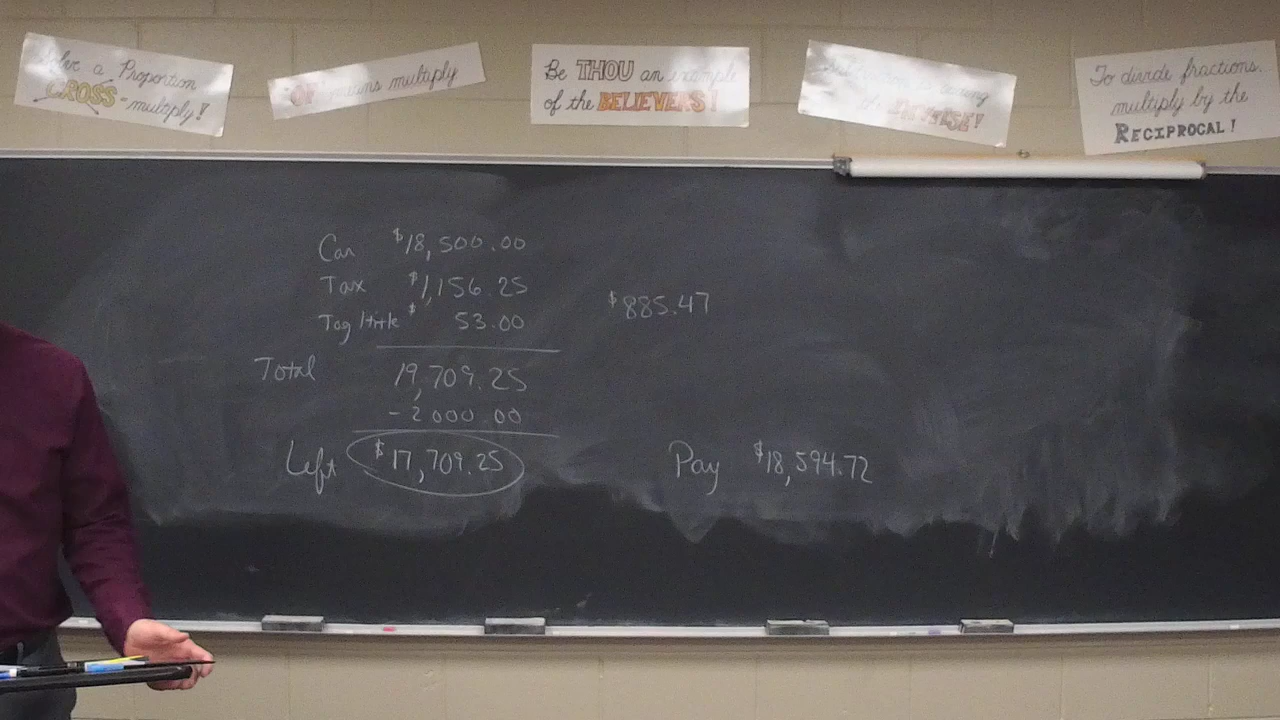 Solve a Proportion
CROSS-multiply!
"OF" means multiply
Be THOU an example
of the BELIEVERS!
INVERSE!
To divide fractions,
multiply by the
RECIPROCAL!
Car $18,500.00
Tax $1,156.25
Tag/title $ 53.00
$885.47
Total 19,709.25
-2000.00
Left $17,709.25
Pay $18,594.72